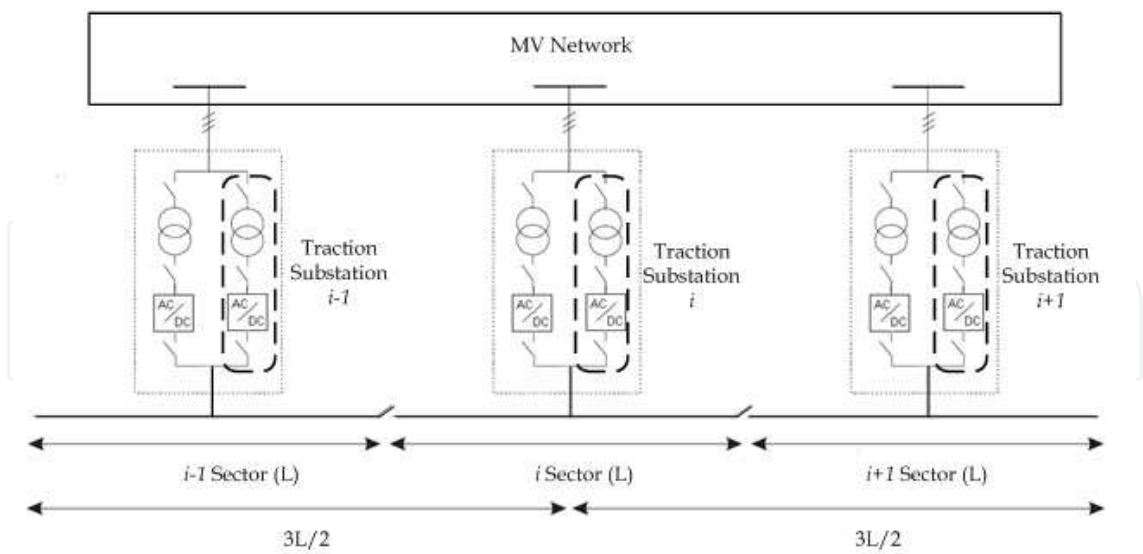 MV Network
Traction
Substation
i-1
Traction
Substation
i
Traction
Substation
i+1
AC
DC
AC
DC
AC
DC
AC
DC
AC
DC
AC
DC
i-1 Sector (L)
i Sector (L)
i+1 Sector (L)
3L/2
3L/2